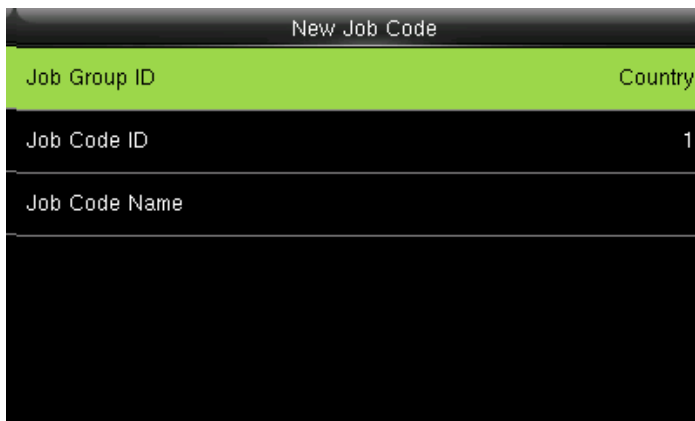 New Job Code
Job Group ID Country
Job Code ID 1
Job Code Name